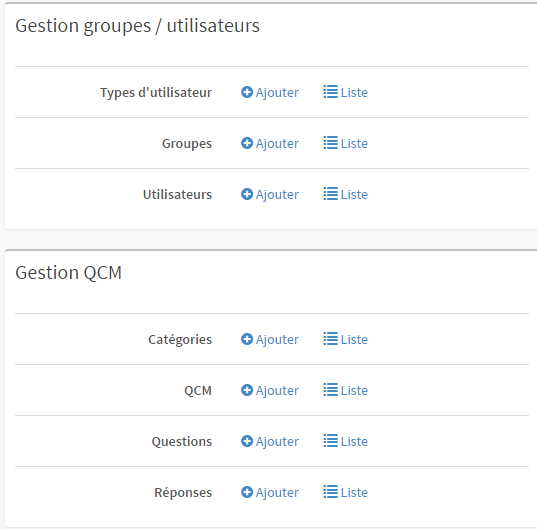 Gestion groupes / utilisateurs
Types d'utilisateur Ajouter Liste
Groupes Ajouter Liste
Utilisateurs Ajouter Liste
Gestion QCM
Catégories Ajouter Liste
QCM Ajouter Liste
Questions Ajouter Liste
Réponses Ajouter Liste